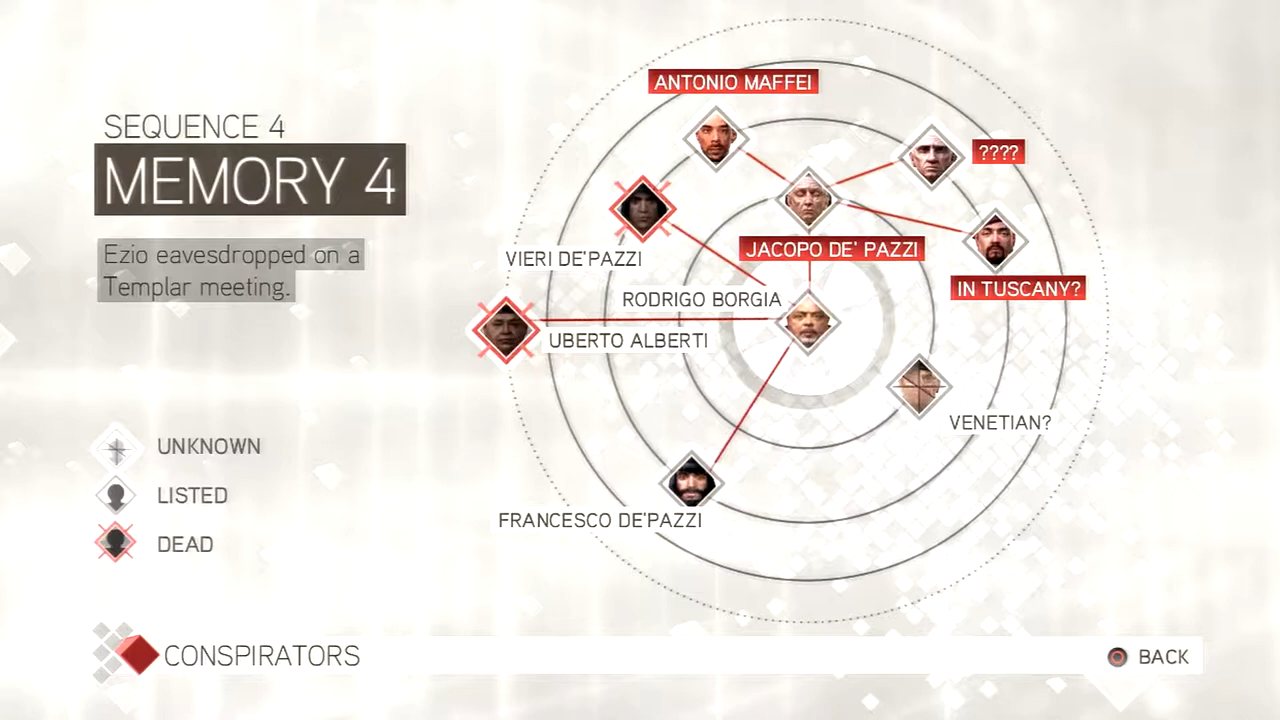 SEQUENCE 4
MEMORY 4
Ezio eavesdropped on a
Templar meeting.
ANTONIO MAFFEI
????
VIERI DE'PAZZI
JACOPO DE' PAZZI
IN TUSCANY?
RODRIGO BORGIA
UBERTO ALBERTI
VENETIAN?
FRANCESCO DE'PAZZI
UNKNOWN
LISTED
DEAD
CONSPIRATORS
BACK